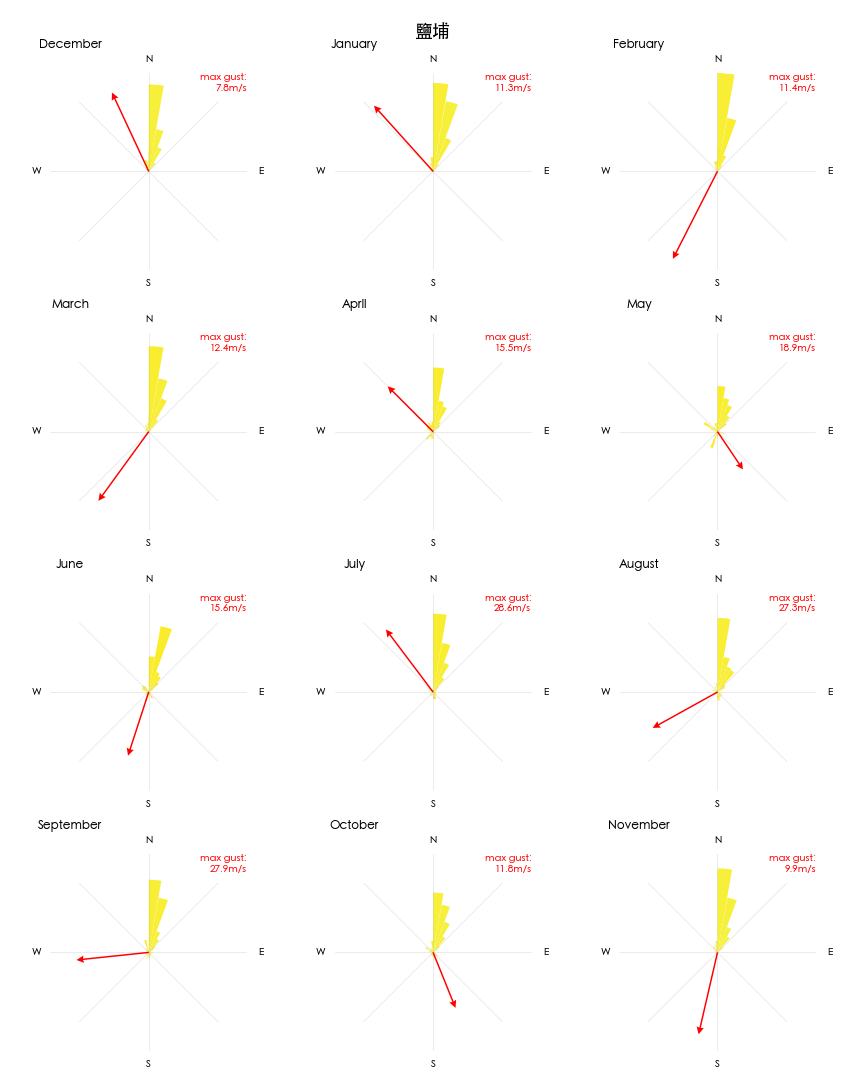 鹽埔
December
N
max gust:
7.8m/s
W
E
S
January
N
max gust:
11.3m/s
W
E
S
February
N
max gust:
11.4m/s
W
E
S
March
N
max gust:
12.4m/s
W
E
S
April
N
max gust:
15.5m/s
W
E
S
May
N
max gust:
18.9m/s
W
E
S
June
N
max gust:
15.6m/s
W
E
S
July
N
max gust:
28.6m/s
W
E
S
August
N
max gust:
27.3m/s
W
E
S
September
N
max gust:
27.9m/s
W
E
S
October
N
max gust:
11.8m/s
W
E
S
November
N
max gust:
9.9m/s
W
E
S